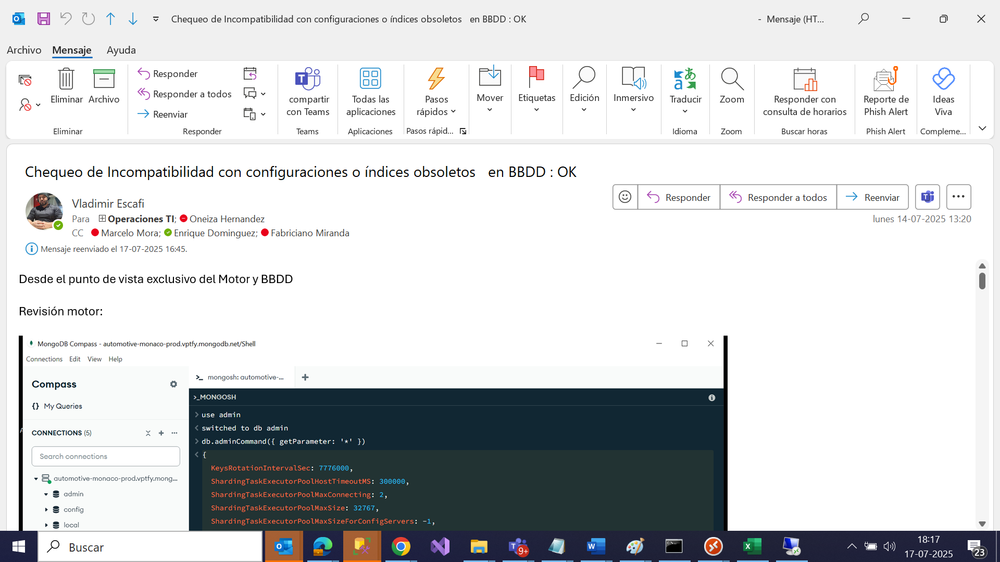 Chequeo de Incompatibilidad con configuraciones o índices obsoletos   en BBDD : OK
-  Mensaje (HT...
Archivo
Mensaje
Ayuda
Eliminar
Archivo
Eliminar
Responder
Responder a todos
Reenviar
Responder
compartir
con Teams
Teams
Todas las
aplicaciones
Aplicaciones
Pasos
rápidos
Pasos rápid...
Mover
Etiquetas
Edición
Inmersivo
Traducir
Idioma
Zoom
Zoom
Responder con
consulta de horarios
Buscar horas
Reporte de
Phish Alert
Phish Alert
Ideas
Viva
Compleme...
Chequeo de Incompatibilidad con configuraciones o índices obsoletos   en BBDD : OK
Responder
Responder a todos
Reenviar
Vladimir Escafi
Para Operaciones TI; Oneiza Hernandez
lunes 14-07-2025 13:20
CC Marcelo Mora; Enrique Dominguez; Fabriciano Miranda
Mensaje reenviado el 17-07-2025 16:45.
Desde el punto de vista exclusivo del Motor y BBDD
Revisión motor:
MongoDB Compass - automotive-monaco-prod.vptfy.mongodb.net/Shell
Connections Edit View Help
Compass
My Queries
CONNECTIONS (5)
Search connections
automotive-monaco-prod.vptfy.mong...
admin
config
local
>_ mongosh: automotive-...
>_MONGOSH
> use admin
< switched to db admin
> db.adminCommand({ getParameter: '*' })
< {
KeysRotationIntervalSec: 7776000,
ShardingTaskExecutorPoolHostTimeoutMS: 300000,
ShardingTaskExecutorPoolMaxConnecting: 2,
ShardingTaskExecutorPoolMaxSize: 32767,
ShardingTaskExecutorPoolMaxSizeForConfigServers: -1,
Buscar
9+
18:17
17-07-2025
23